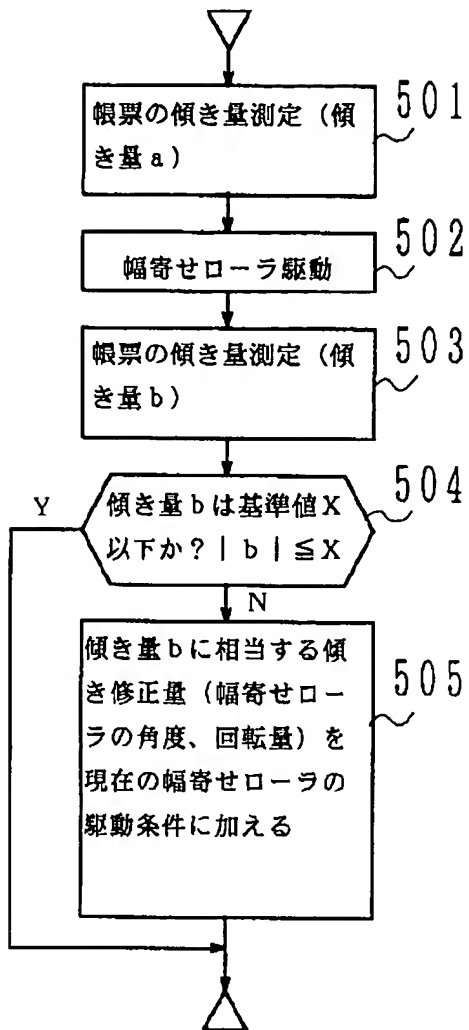 501
帳票の傾き量測定（傾
き量a）
502
幅寄せローラ駆動
503
帳票の傾き量測定（傾
き量b）
504
Y
傾き量bは基準値X
以下か？｜b｜≦X
N
505
傾き量bに相当する傾
き修正量（幅寄せロー
ラの角度、回転量）を
現在の幅寄せローラの
駆動条件に加える